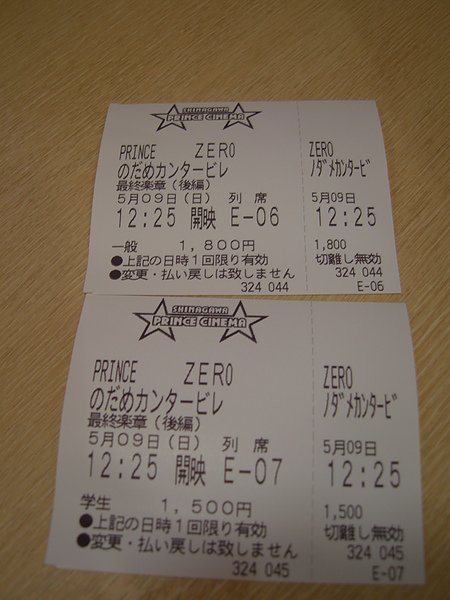 SHINAGAWA
PRINCE CINEMA
PRINCE ZERO
のだめカンタービレ
最終楽章(後編)
5月09日(日) 列 席
12:25 開映 E-06
一般 1,800円
●上記の日時1回限り有効
●変更・払い戻しは致しません
324 044
ZERO
ノダメカンタービ
5月09日
12:25
1,800
切離し無効
324 044
E-06
SHINAGAWA
PRINCE CINEMA
PRINCE ZERO
のだめカンタービレ
最終楽章(後編)
5月09日(日) 列 席
12:25 開映 E-07
学生 1,500円
●上記の日時1回限り有効
●変更・払い戻しは致しません
324 045
ZERO
ノダメカンタービ
5月09日
12:25
1,500
切離し無効
324 045
E-07